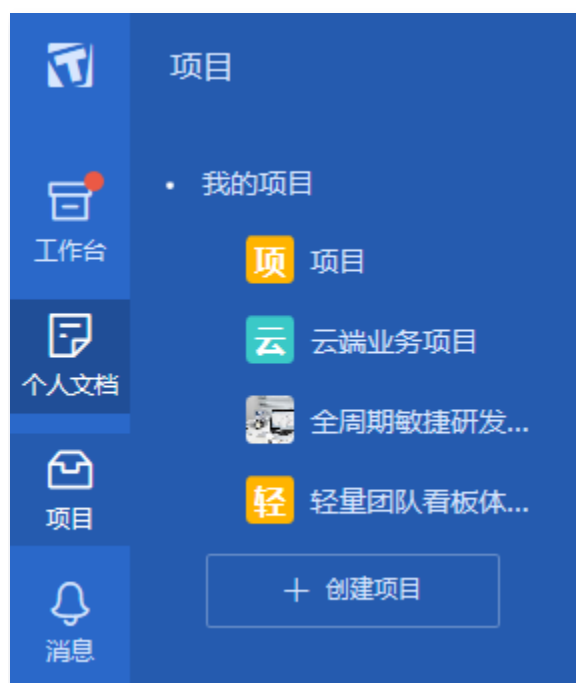 项目
工作台
个人文档
项目
消息
我的项目
项 项目
云 云端业务项目
全周期敏捷研发...
轻 轻量团队看板体...
+ 创建项目